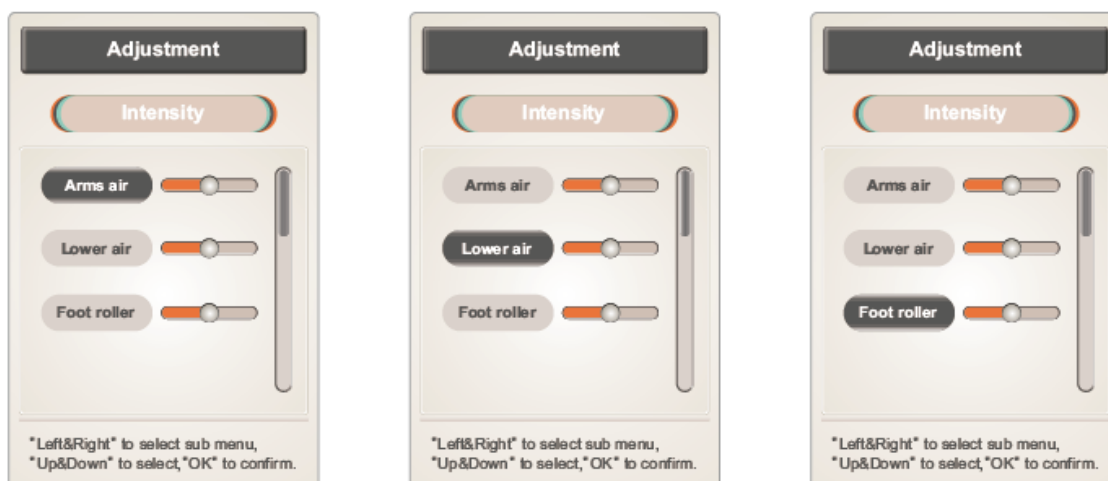 Adjustment
Intensity
Arms air
Lower air
Foot roller
"Left&Right" to select sub menu,
"Up&Down" to select,"OK" to confirm.
Adjustment
Intensity
Arms air
Lower air
Foot roller
"Left&Right" to select sub menu,
"Up&Down" to select,"OK" to confirm.
Adjustment
Intensity
Arms air
Lower air
Foot roller
"Left&Right" to select sub menu,
"Up&Down" to select,"OK" to confirm.